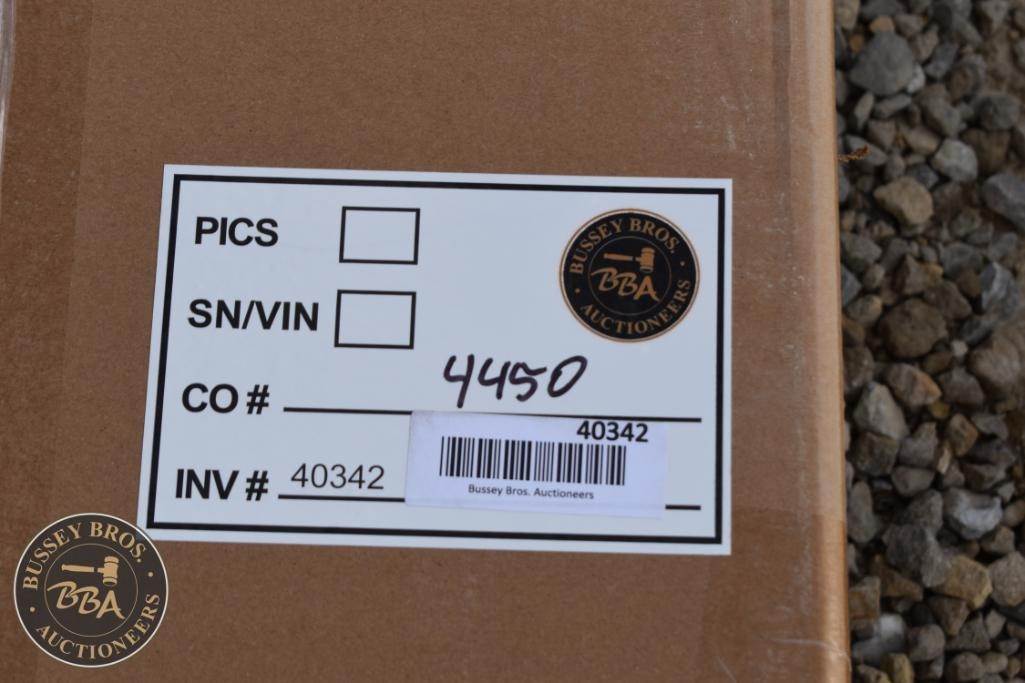 PICS
BUSSEY BROS.
BBA
AUCTIONEERS
SN/VIN
CO # 4450
40342
INV # 40342
Bussey Bros. Auctioneers
BUSSEY BROS.
BBA
AUCTIONEERS